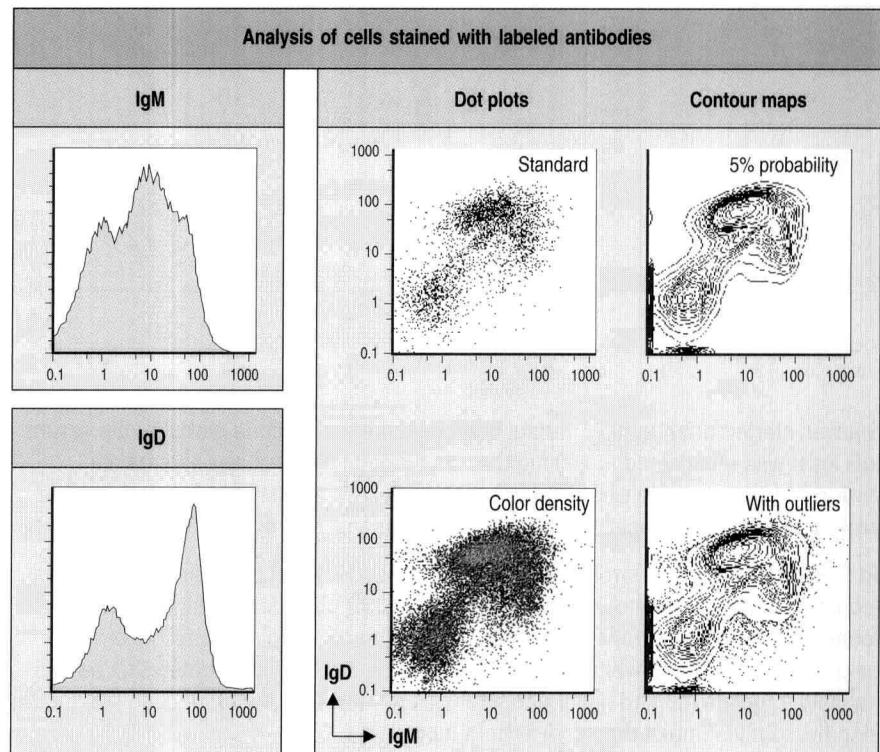 Analysis of cells stained with labeled antibodies
IgM
0.1 1 10 100 1000
IgD
0.1 1 10 100 1000
Dot plots
Contour maps
Standard
1000
100
10
1
0.1
0.1 1 10 100 1000
5% probability
0.1 1 10 100 1000
Color density
1000
100
10
1
0.1
0.1 1 10 100 1000
With outliers
0.1 1 10 100 1000
IgD
IgM